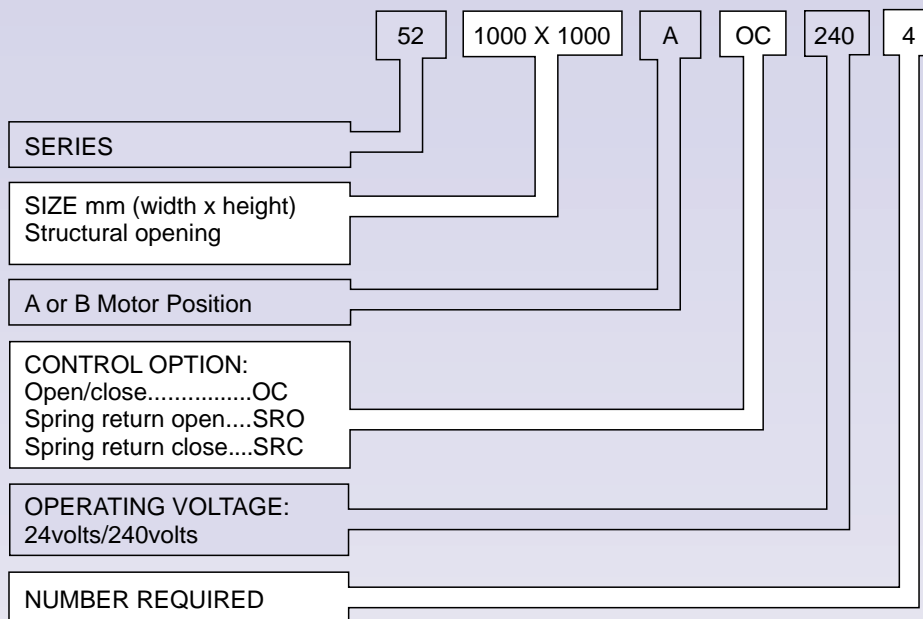 52 1000 X 1000 A OC 240 4
SERIES
SIZE mm (width x height)
Structural opening
A or B Motor Position
CONTROL OPTION:
Open/close...............OC
Spring return open....SRO
Spring return close....SRC
OPERATING VOLTAGE:
24volts/240volts
NUMBER REQUIRED